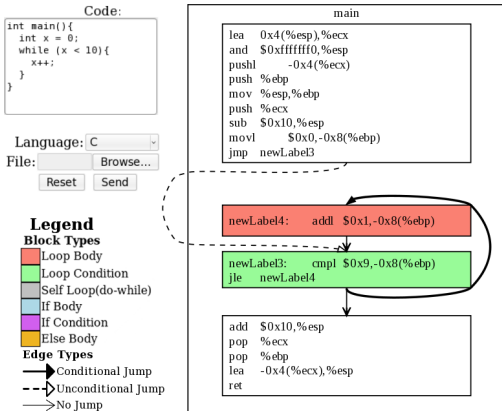 Code:
int main(){
int x = 0;
while (x < 10){
x++;
}
}
Language: C
File: Browse...
Reset Send
Legend
Block Types
Loop Body
Loop Condition
Self Loop(do-while)
If Body
If Condition
Else Body
Edge Types
Conditional Jump
Unconditional Jump
No Jump
main
lea 0x4(%esp),%ecx
and $0xfffffff0,%esp
pushl -0x4(%ecx)
push %ebp
mov %esp,%ebp
push %ecx
sub $0x10,%esp
movl $0x0,-0x8(%ebp)
jmp newLabel3
newLabel4: addl $0x1,-0x8(%ebp)
newLabel3: cmpl $0x9,-0x8(%ebp)
jle newLabel4
add $0x10,%esp
pop %ecx
pop %ebp
lea -0x4(%ecx),%esp
ret